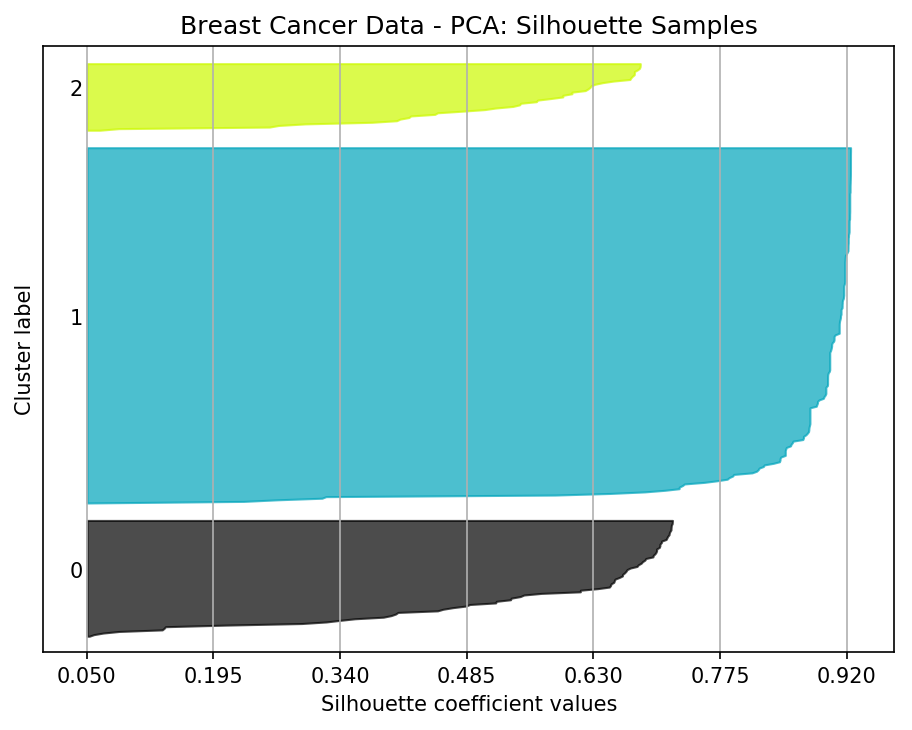 Breast Cancer Data - PCA: Silhouette Samples
2
1
0
Cluster label
0.050 0.195 0.340 0.485 0.630 0.775 0.920
Silhouette coefficient values